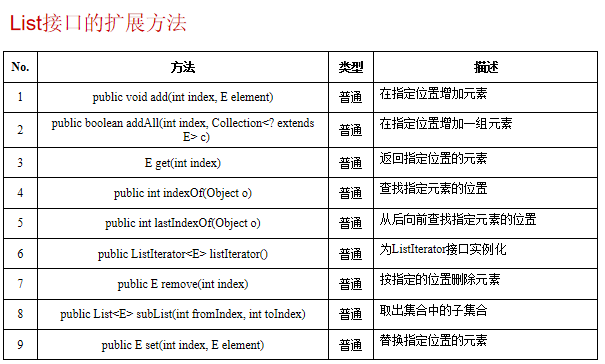 List接口的扩展方法
No. 方法 类型 描述
1 public void add(int index, E element) 普通 在指定位置增加元素
2 public boolean addAll(int index, Collection<? extends E> c) 普通 在指定位置增加一组元素
3 E get(int index) 普通 返回指定位置的元素
4 public int indexOf(Object o) 普通 查找指定元素的位置
5 public int lastIndexOf(Object o) 普通 从后向前查找指定元素的位置
6 public ListIterator<E> listIterator() 普通 为ListIterator接口实例化
7 public E remove(int index) 普通 按指定的位置删除元素
8 public List<E> subList(int fromIndex, int toIndex) 普通 取出集合中的子集合
9 public E set(int index, E element) 普通 替换指定位置的元素